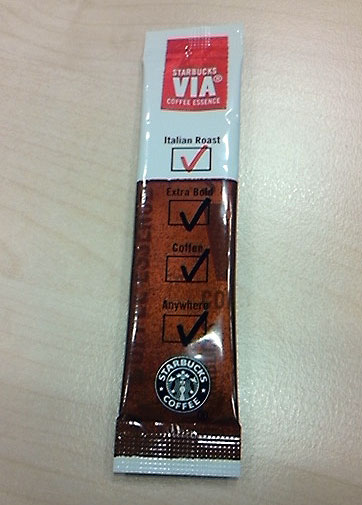 STARBUCKS
VIA®
COFFEE ESSENCE
Italian Roast
Extra Bold
Coffee
Anywhere
STARBUCKS
COFFEE